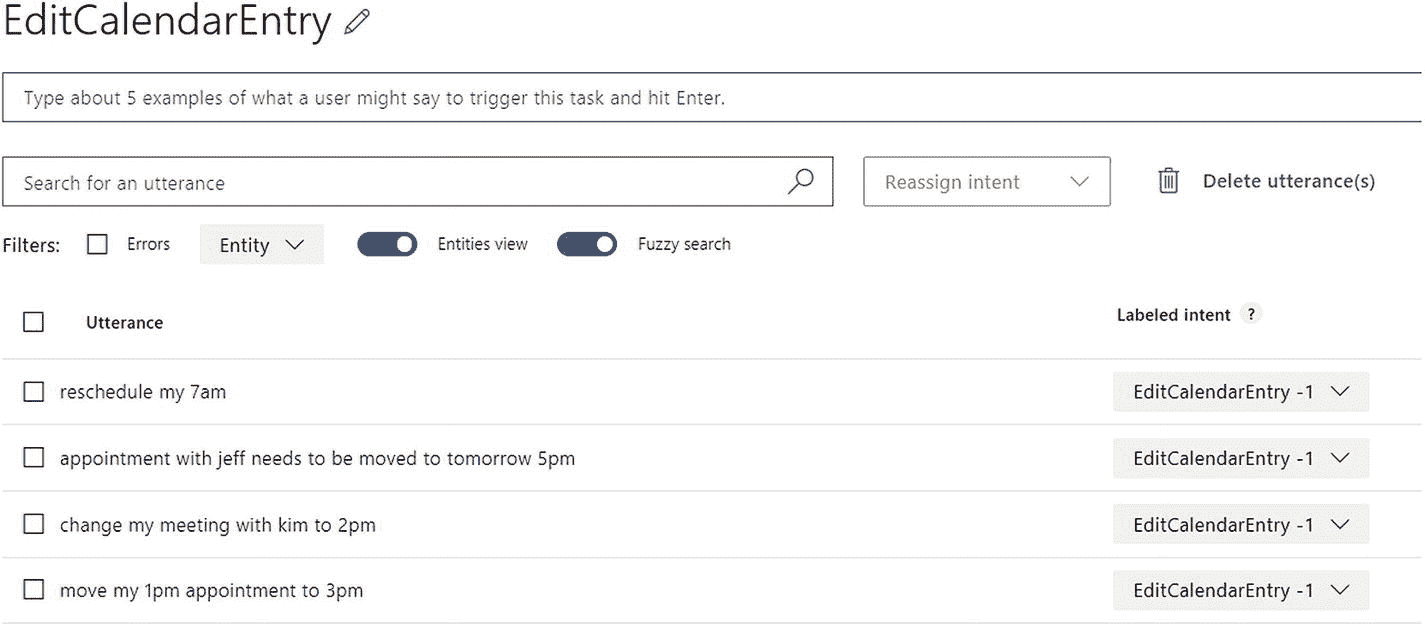 EditCalendarEntry
Type about 5 examples of what a user might say to trigger this task and hit Enter.
Search for an utterance
Reassign intent
Delete utterance(s)
Filters:
Errors
Entity
Entities view
Fuzzy search
Utterance
Labeled intent ?
reschedule my 7am
EditCalendarEntry -1
appointment with jeff needs to be moved to tomorrow 5pm
EditCalendarEntry -1
change my meeting with kim to 2pm
EditCalendarEntry -1
move my 1pm appointment to 3pm
EditCalendarEntry -1